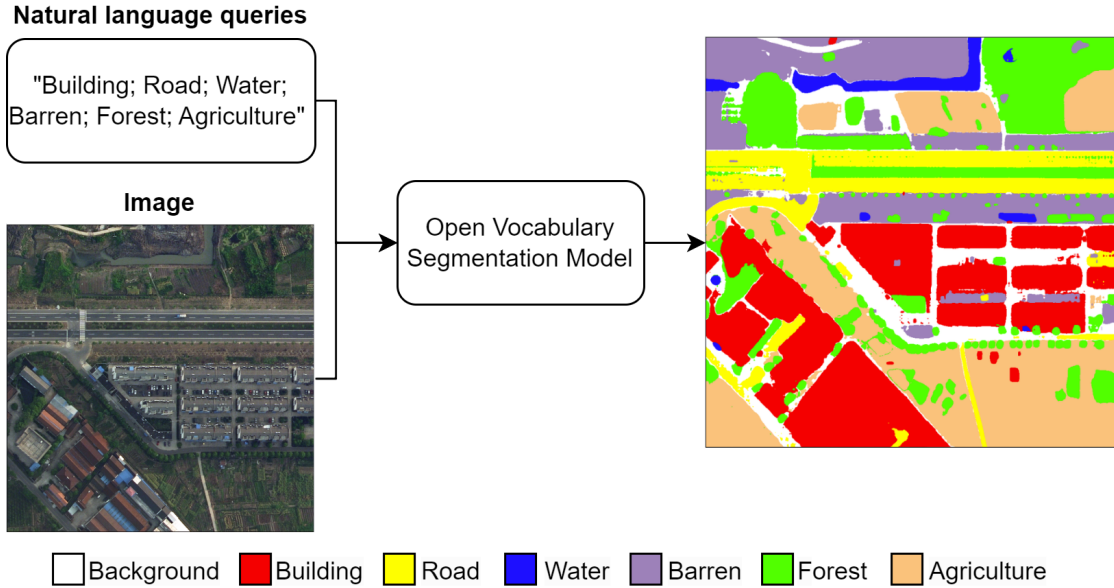 Natural language queries
"Building; Road; Water;
Barren; Forest; Agriculture"
Image
Open Vocabulary
Segmentation Model
Background Building Road Water Barren Forest Agriculture